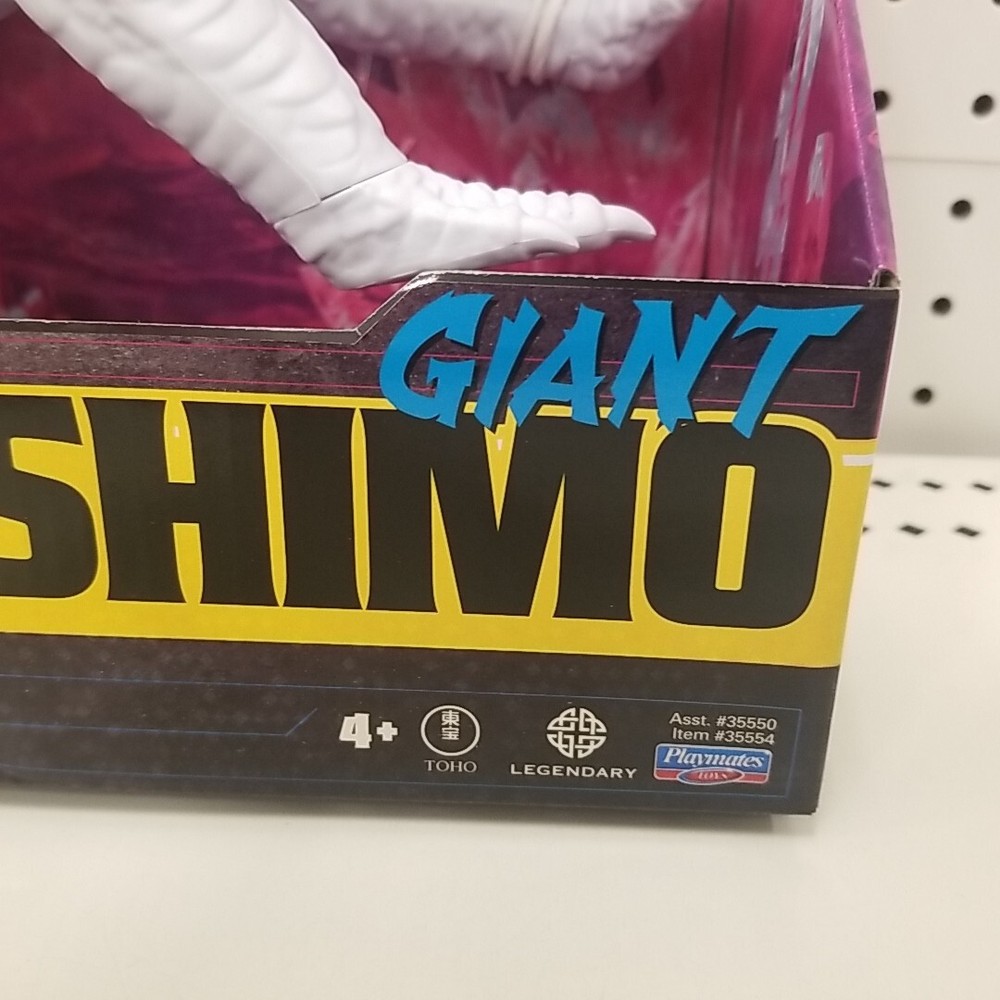 GIANT
SHIMO
4+
東宝
TOHO
LEGENDARY
Asst. #35550
Item #35554
Playmates
TOYS